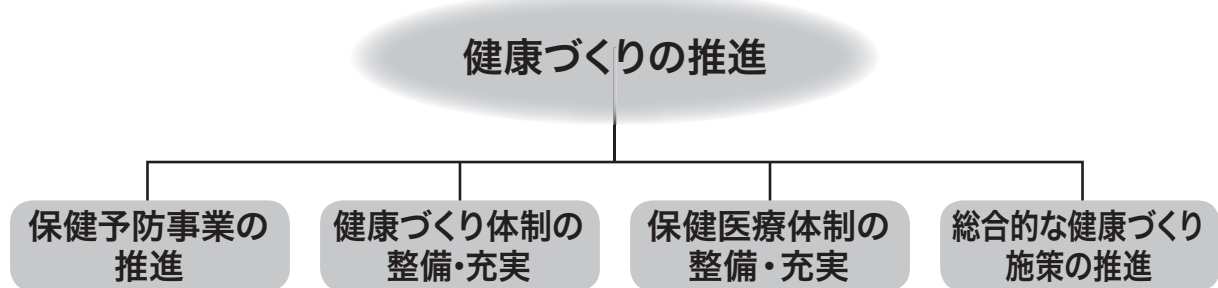 健康づくりの推進
保健予防事業の
推進
健康づくり体制の
整備・充実
保健医療体制の
整備・充実
総合的な健康づくり
施策の推進